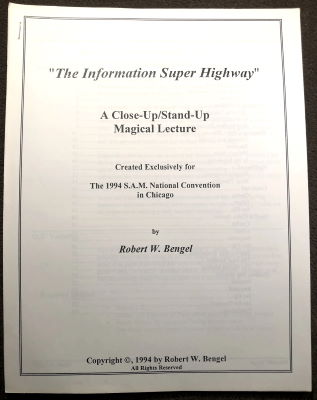 "The Information Super Highway"
A Close-Up/Stand-Up
Magical Lecture
Created Exclusively for
The 1994 S.A.M. National Convention
in Chicago
by
Robert W. Bengel
Copyright ©, 1994 by Robert W. Bengel
All Rights Reserved